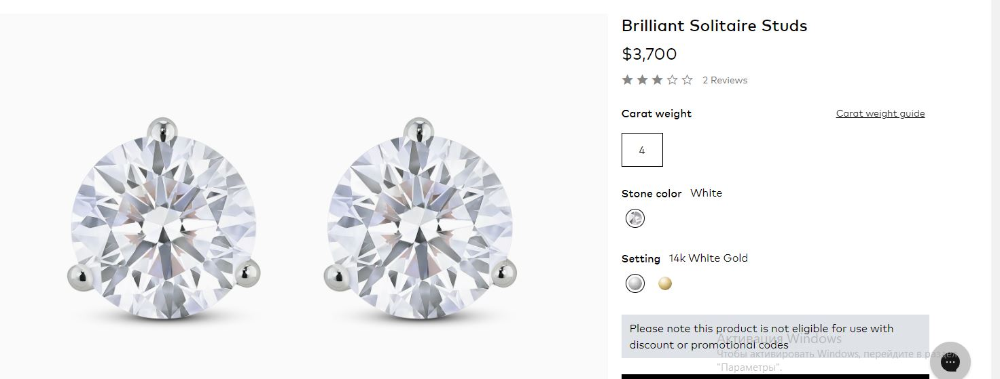 Brilliant Solitaire Studs
$3,700
2 Reviews
Carat weight
Carat weight guide
4
Stone color White
Setting 14k White Gold
Please note this product is not eligible for use with
discount or promotional codes
Активация Windows
Чтобы активировать Windows, перейдите в раздел
"Параметры".